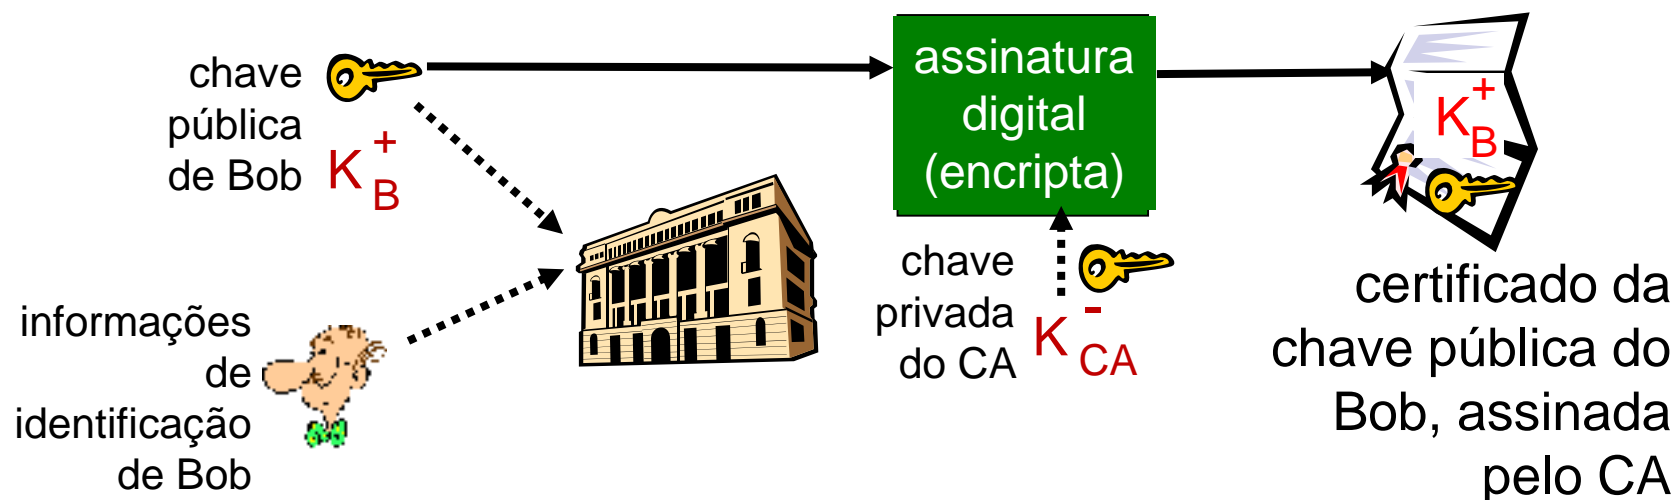 chave
pública
de Bob
K
+
B
informações
de
identificação
de Bob
assinatura
digital
(encripta)
chave
privada
do CA
K
-
CA
K
+
B
certificado da
chave pública do
Bob, assinada
pelo CA